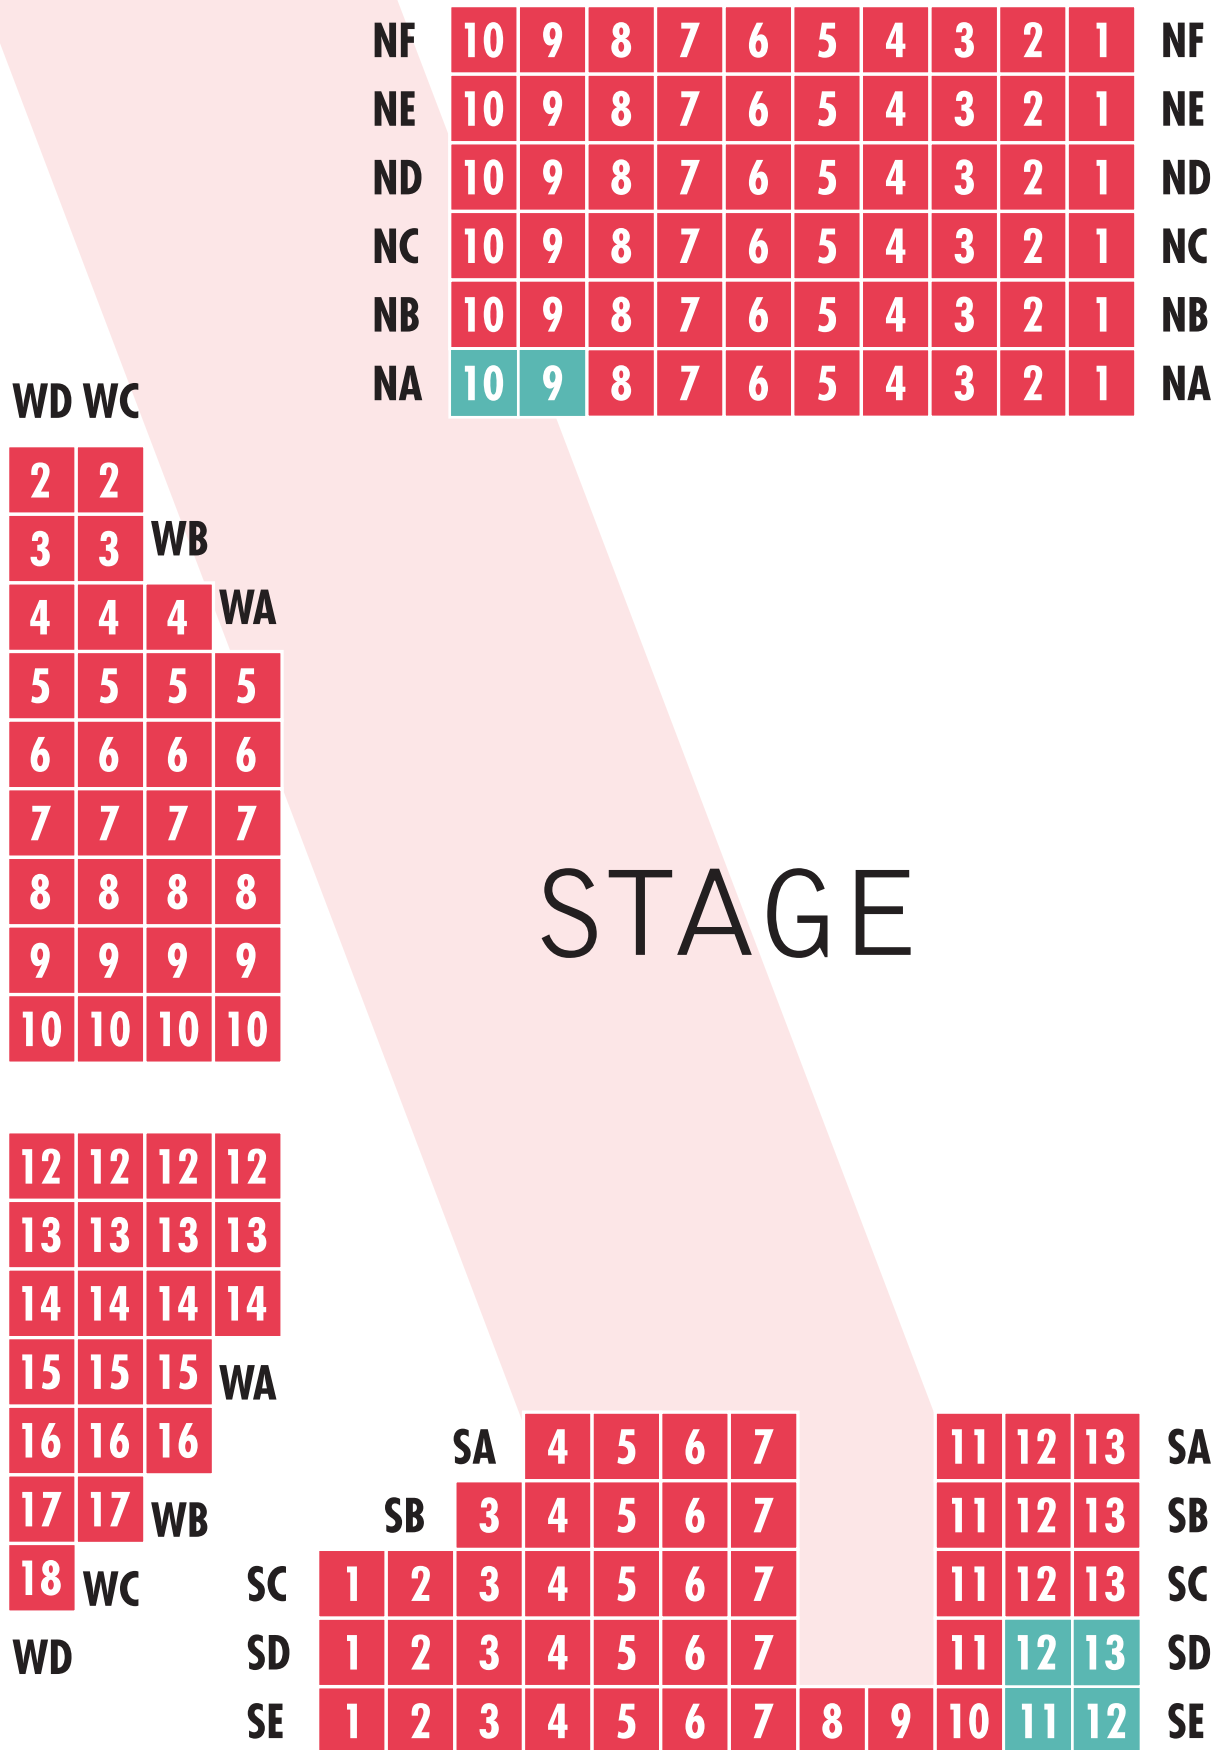 NF 10 9 8 7 6 5 4 3 2 1 NF
NE 10 9 8 7 6 5 4 3 2 1 NE
ND 10 9 8 7 6 5 4 3 2 1 ND
NC 10 9 8 7 6 5 4 3 2 1 NC
NB 10 9 8 7 6 5 4 3 2 1 NB
NA 10 9 8 7 6 5 4 3 2 1 NA
WD WC
2 2
3 3 WB
4 4 4 WA
5 5 5 5
6 6 6 6
7 7 7 7
8 8 8 8
9 9 9 9
10 10 10 10
STAGE
12 12 12 12
13 13 13 13
14 14 14 14
15 15 15 WA
16 16 16
17 17 WB
18 WC
WD
SA 4 5 6 7 11 12 13 SA
SB 3 4 5 6 7 11 12 13 SB
SC 1 2 3 4 5 6 7 11 12 13 SC
SD 1 2 3 4 5 6 7 11 12 13 SD
SE 1 2 3 4 5 6 7 8 9 10 11 12 SE